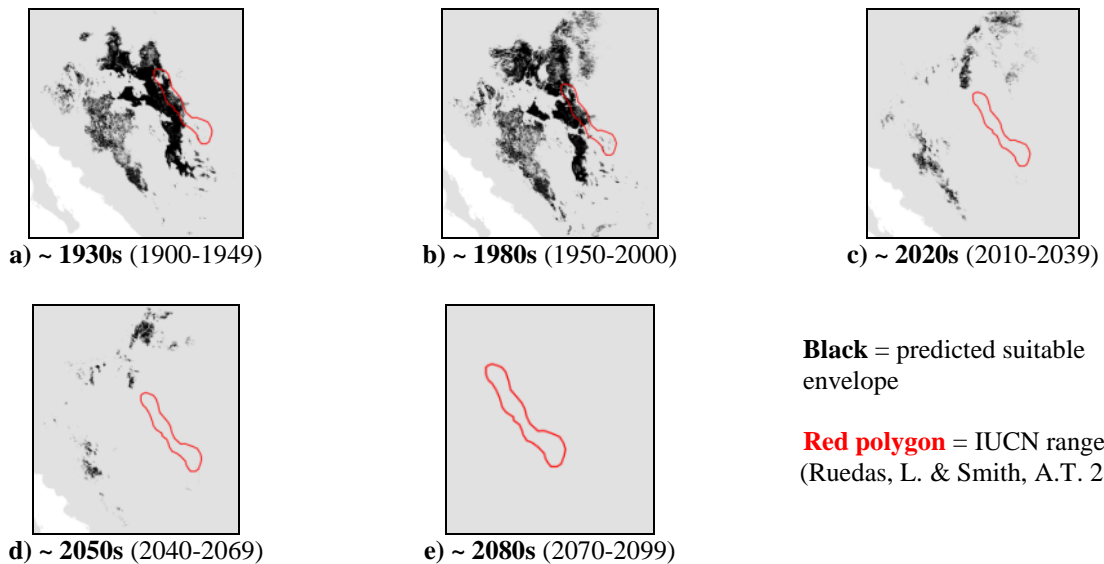 a) ~ 1930s (1900-1949)
b) ~ 1980s (1950-2000)
c) ~ 2020s (2010-2039)
d) ~ 2050s (2040-2069)
e) ~ 2080s (2070-2099)
Black = predicted suitable
envelope
Red polygon = IUCN range
(Ruedas, L. & Smith, A.T. 2